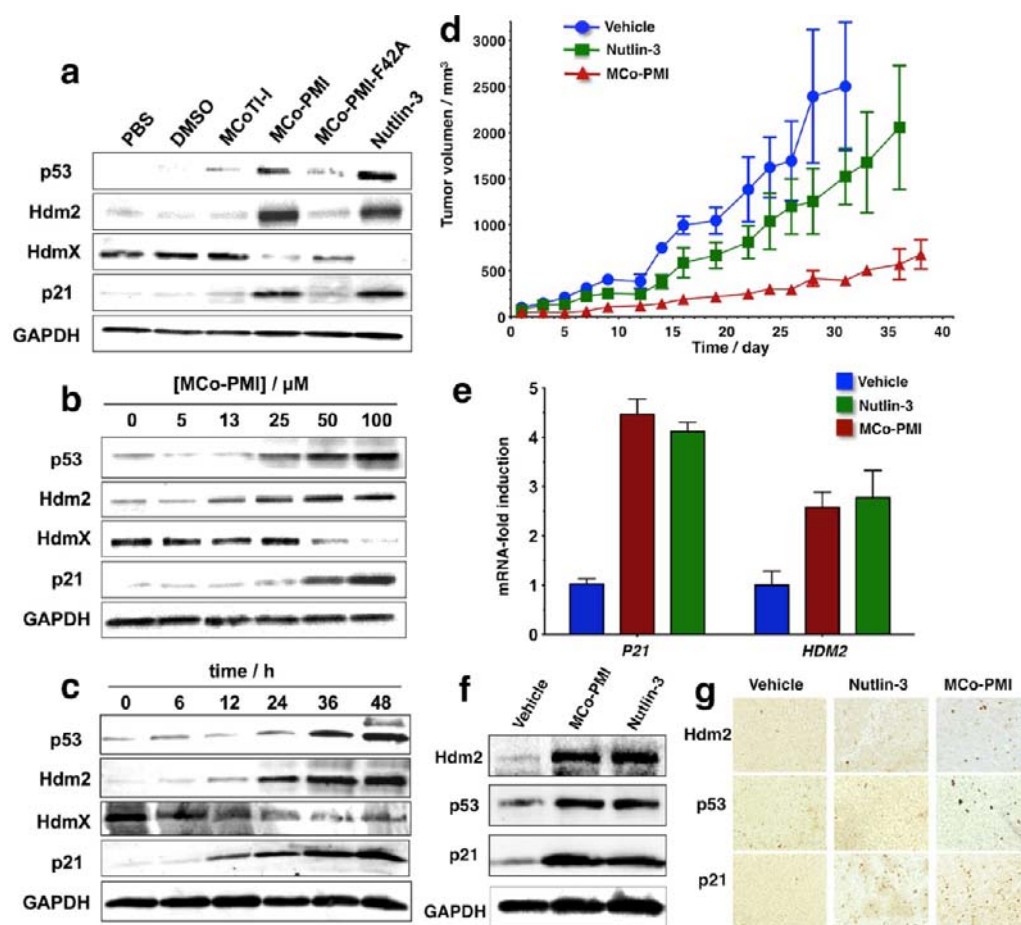 a
PBS
DMSO
MCoTI-I
MCo-PMI
MCo-PMI-F42A
Nutlin-3
p53
Hdm2
HdmX
p21
GAPDH
b
[MCo-PMI] / µM
0 5 13 25 50 100
p53
Hdm2
HdmX
p21
GAPDH
c
time / h
0 6 12 24 36 48
p53
Hdm2
HdmX
p21
GAPDH
d
Vehicle
Nutlin-3
MCo-PMI
Tumor volumen / mm³
3000
2500
2000
1500
1000
500
0
0 5 10 15 20 25 30 35 40
Time / day
e
Vehicle
Nutlin-3
MCo-PMI
mRNA-fold induction
5
4
3
2
1
0
P21 HDM2
f
Vehicle
MCo-PMI
Nutlin-3
Hdm2
p53
p21
GAPDH
g
Vehicle Nutlin-3 MCo-PMI
Hdm2
p53
p21